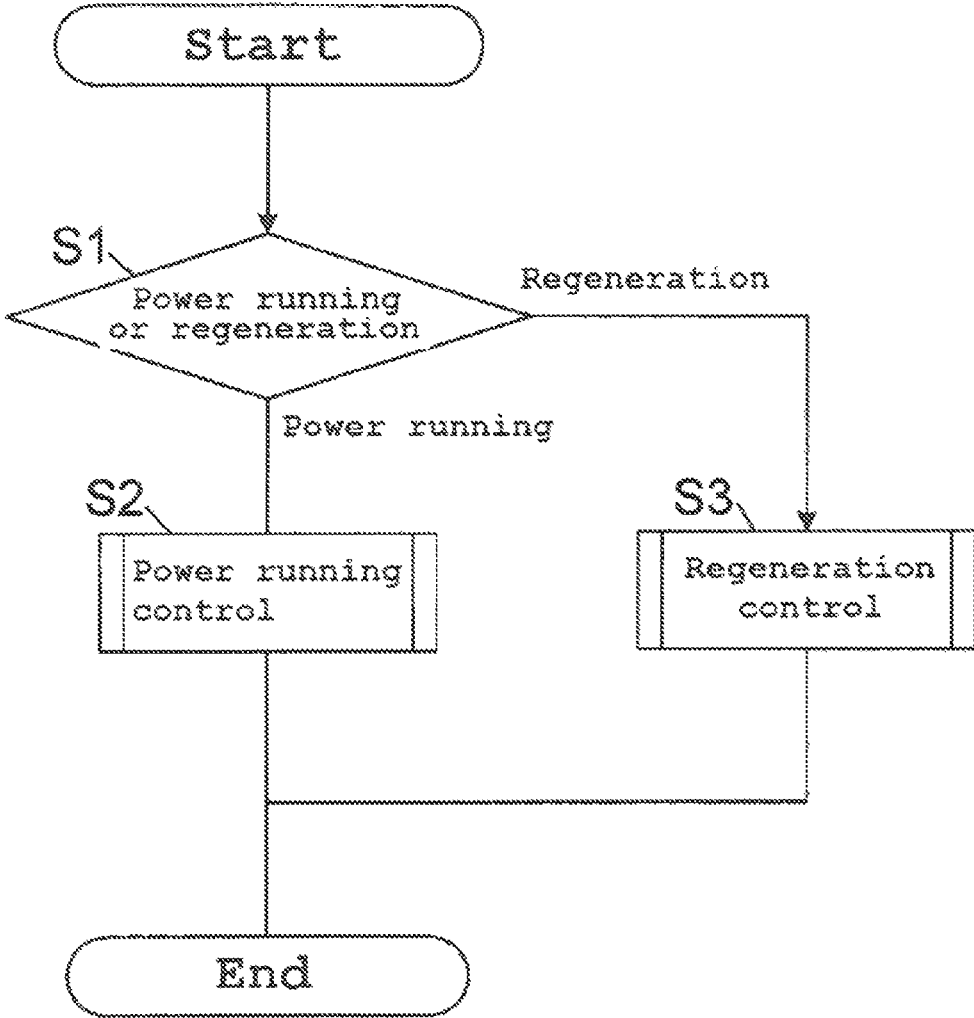 Start
S1
Power running
or regeneration
Regeneration
Power running
S2
Power running
control
S3
Regeneration
control
End